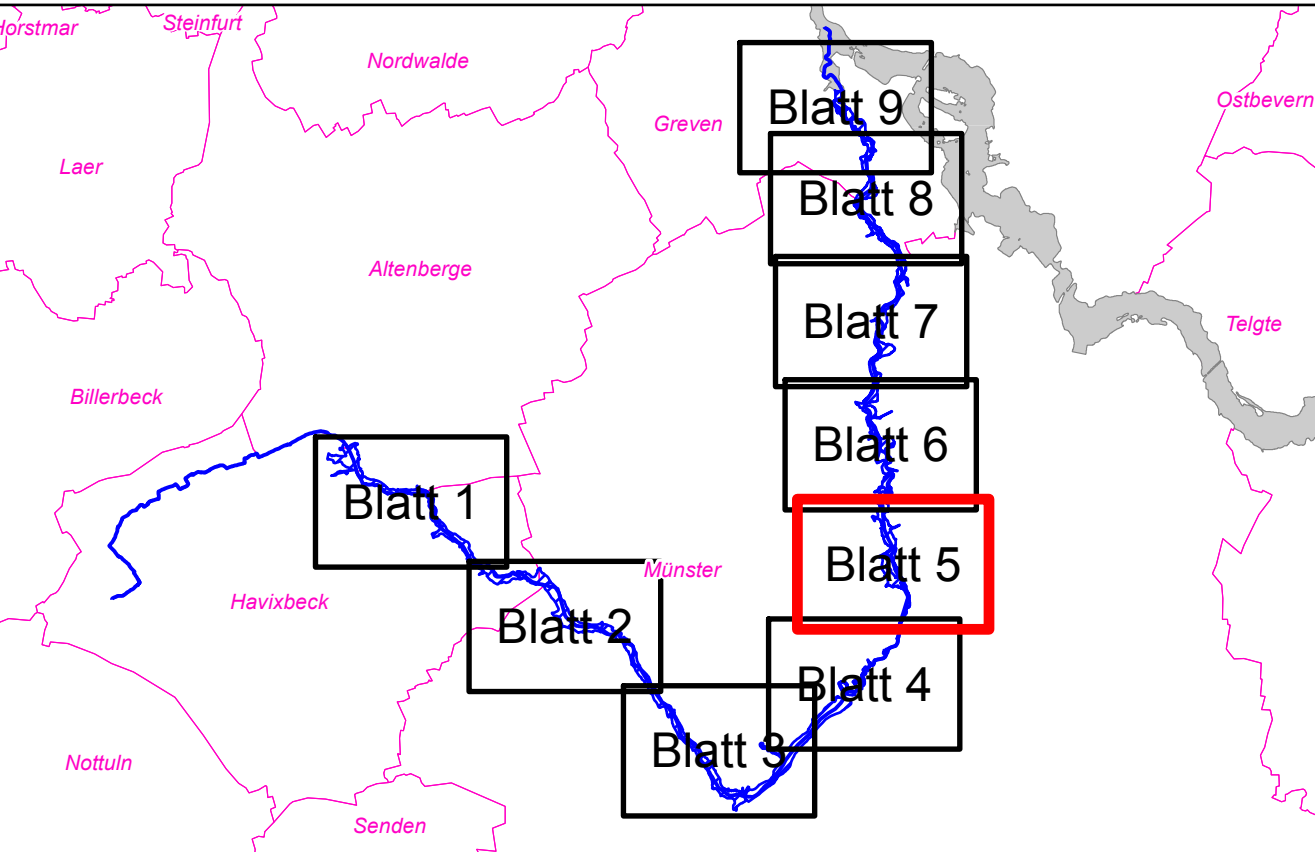 Horstmar
Steinfurt
Nordwalde
Ostbevern
Blatt 9
Greven
Laer
Blatt 8
Altenberge
Blatt 7
Telgte
Billerbeck
Blatt 6
Blatt 1
Blatt 5
Münster
Havixbeck
Blatt 2
Blatt 4
Blatt 3
Nottuln
Senden